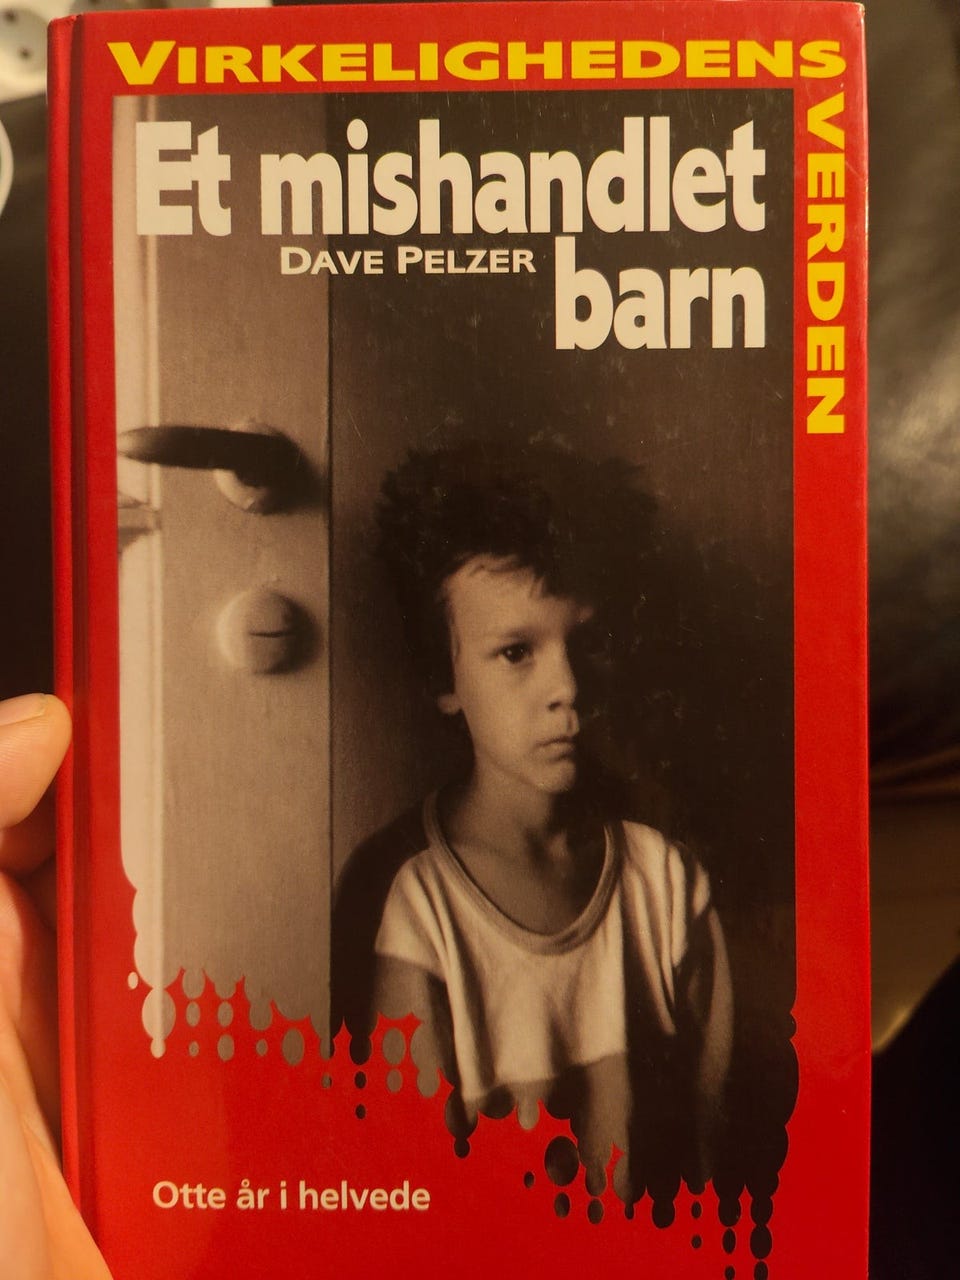 VIRKELIGHEDENS
VERDEN
Et mishandlet
DAVE PELZER
barn
Otte år i helvede